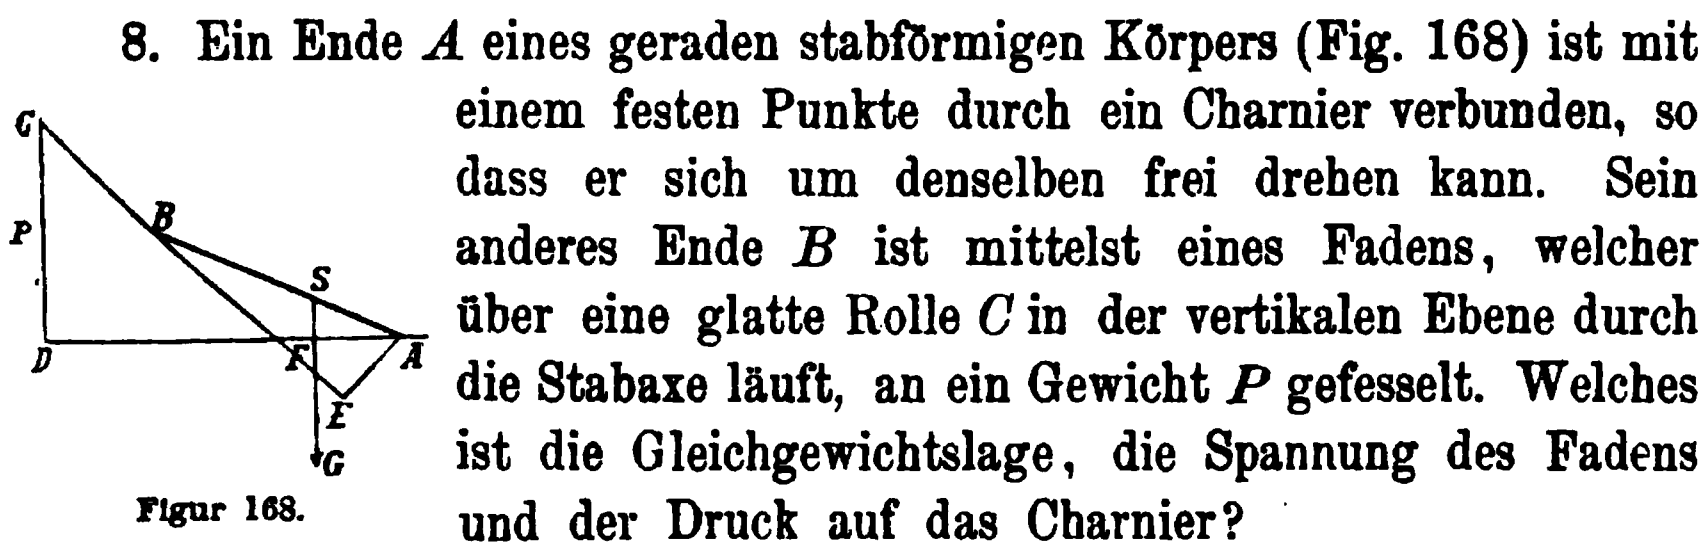 8. Ein Ende A eines geraden stabförmigen Körpers (Fig. 168) ist mit
einem festen Punkte durch ein Charnier verbunden, so
dass er sich um denselben frei drehen kann. Sein
anderes Ende B ist mittelst eines Fadens, welcher
über eine glatte Rolle C in der vertikalen Ebene durch
die Stabaxe läuft, an ein Gewicht P gefesselt. Welches
ist die Gleichgewichtslage, die Spannung des Fadens
und der Druck auf das Charnier?
C
B
P
S
D
F
A
E
G
Figur 168.